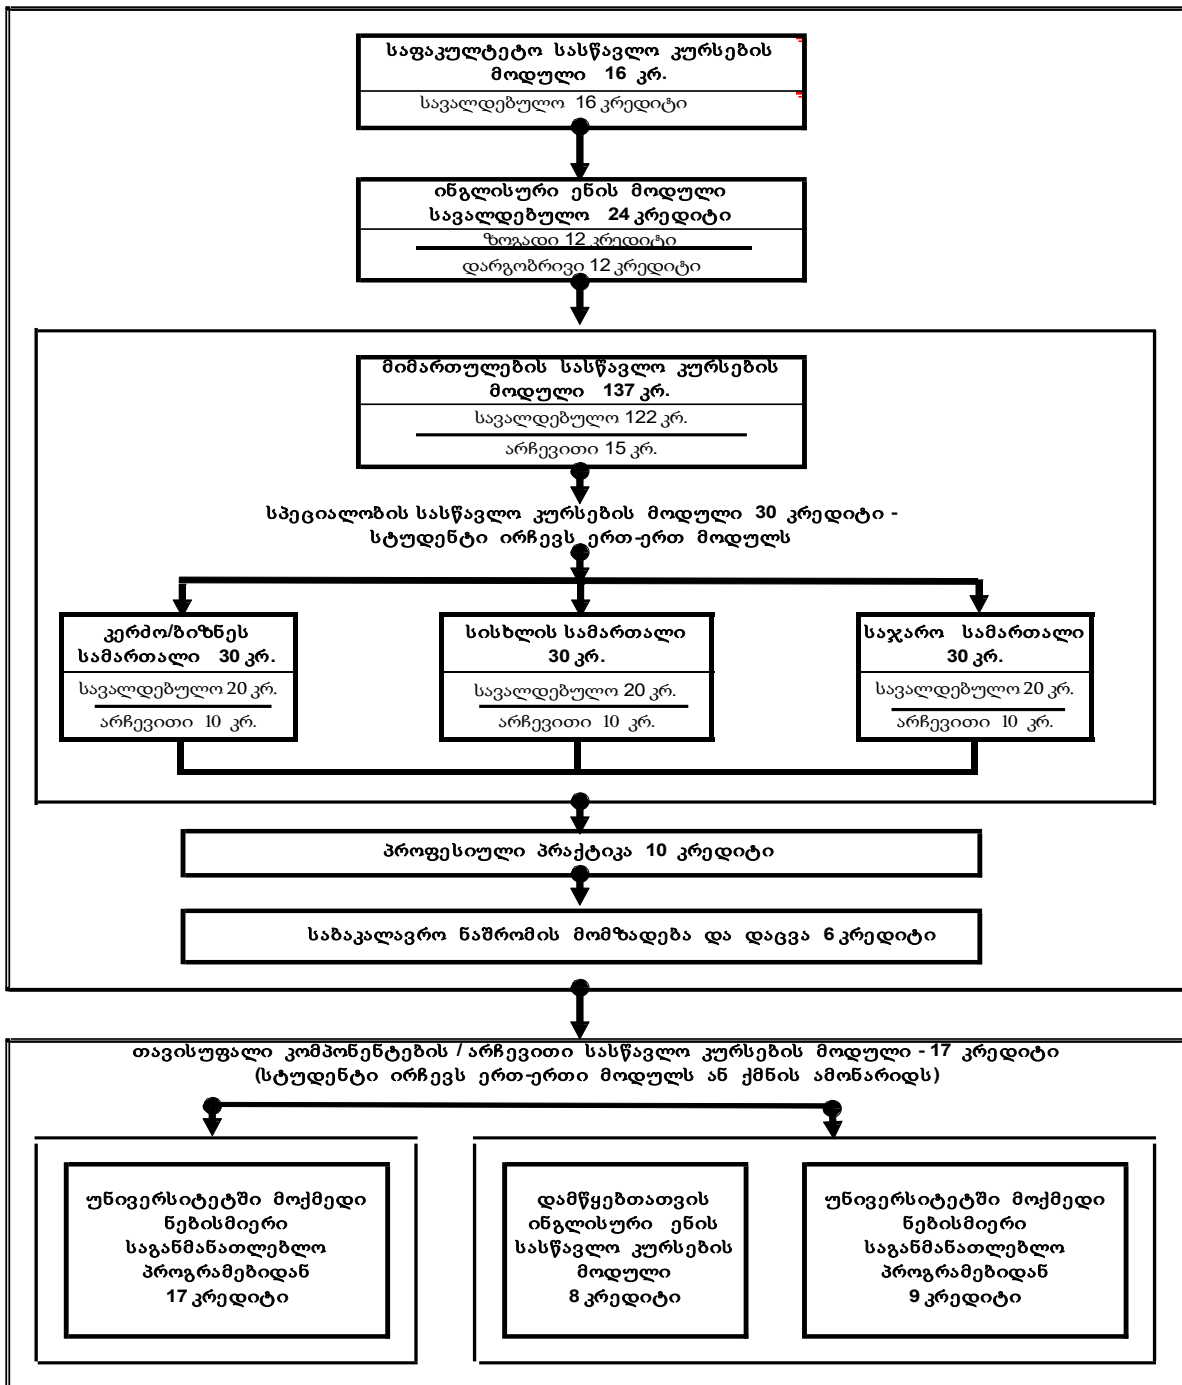 საფაკულტეტო სასწავლო კურსების
მოდული 16 კრ.
სავალდებულო 16 კრედიტი
ინგლისური ენის მოდული
სავალდებულო 24 კრედიტი
ზოგადი 12 კრედიტი
დარგობრივი 12 კრედიტი
მიმართულების სასწავლო კურსების
მოდული 137 კრ.
სავალდებულო 122 კრ.
არჩევითი 15 კრ.
სპეციალობის სასწავლო კურსების მოდული 30 კრედიტი -
სტუდენტი ირჩევს ერთ-ერთ მოდულს
კერძო/ბიზნეს
სამართალი 30 კრ.
სავალდებულო 20 კრ.
არჩევითი 10 კრ.
სისხლის სამართალი
30 კრ.
სავალდებულო 20 კრ.
არჩევითი 10 კრ.
საჯარო სამართალი
30 კრ.
სავალდებულო 20 კრ.
არჩევითი 10 კრ.
პროფესიული პრაქტიკა 10 კრედიტი
საბაკალავრო ნაშრომის მომზადება და დაცვა 6 კრედიტი
თავისუფალი კომპონენტების / არჩევითი სასწავლო კურსების მოდული - 17 კრედიტი
(სტუდენტი ირჩევს ერთ-ერთი მოდულს ან ქმნის ამონარიდს)
უნივერსიტეტში მოქმედი
ნებისმიერი
საგანმანათლებლო
პროგრამებიდან
17 კრედიტი
დამწყებთათვის
ინგლისური ენის
სასწავლო კურსების
მოდული
8 კრედიტი
უნივერსიტეტში მოქმედი
ნებისმიერი
საგანმანათლებლო
პროგრამებიდან
9 კრედიტი